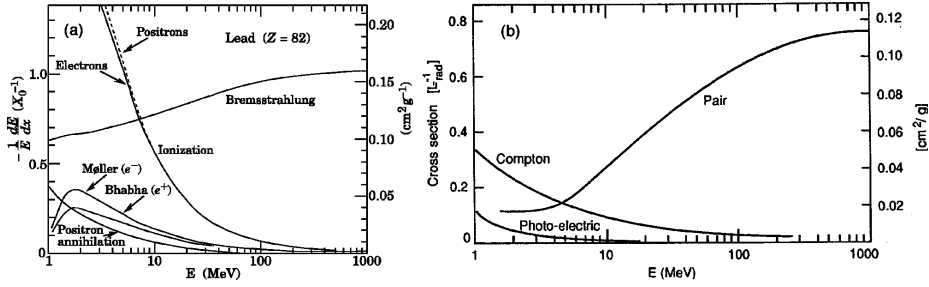 (a)
Positrons
Lead (Z = 82)
Electrons
Bremsstrahlung
Ionization
Møller (e⁻)
Bhabha (e⁺)
Positron
annihilation
1.0
0.5
0
−1/E dE/dx (X₀⁻¹)
0.20
0.15
0.10
0.05
0
(cm²g⁻¹)
1
10
100
1000
E (MeV)
(b)
Pair
Compton
Photo-electric
0.8
0.6
0.4
0.2
0
Cross section [L⁻¹rad]
0.12
0.10
0.08
0.06
0.04
0.02
[cm²/g]
1
10
100
1000
E (MeV)